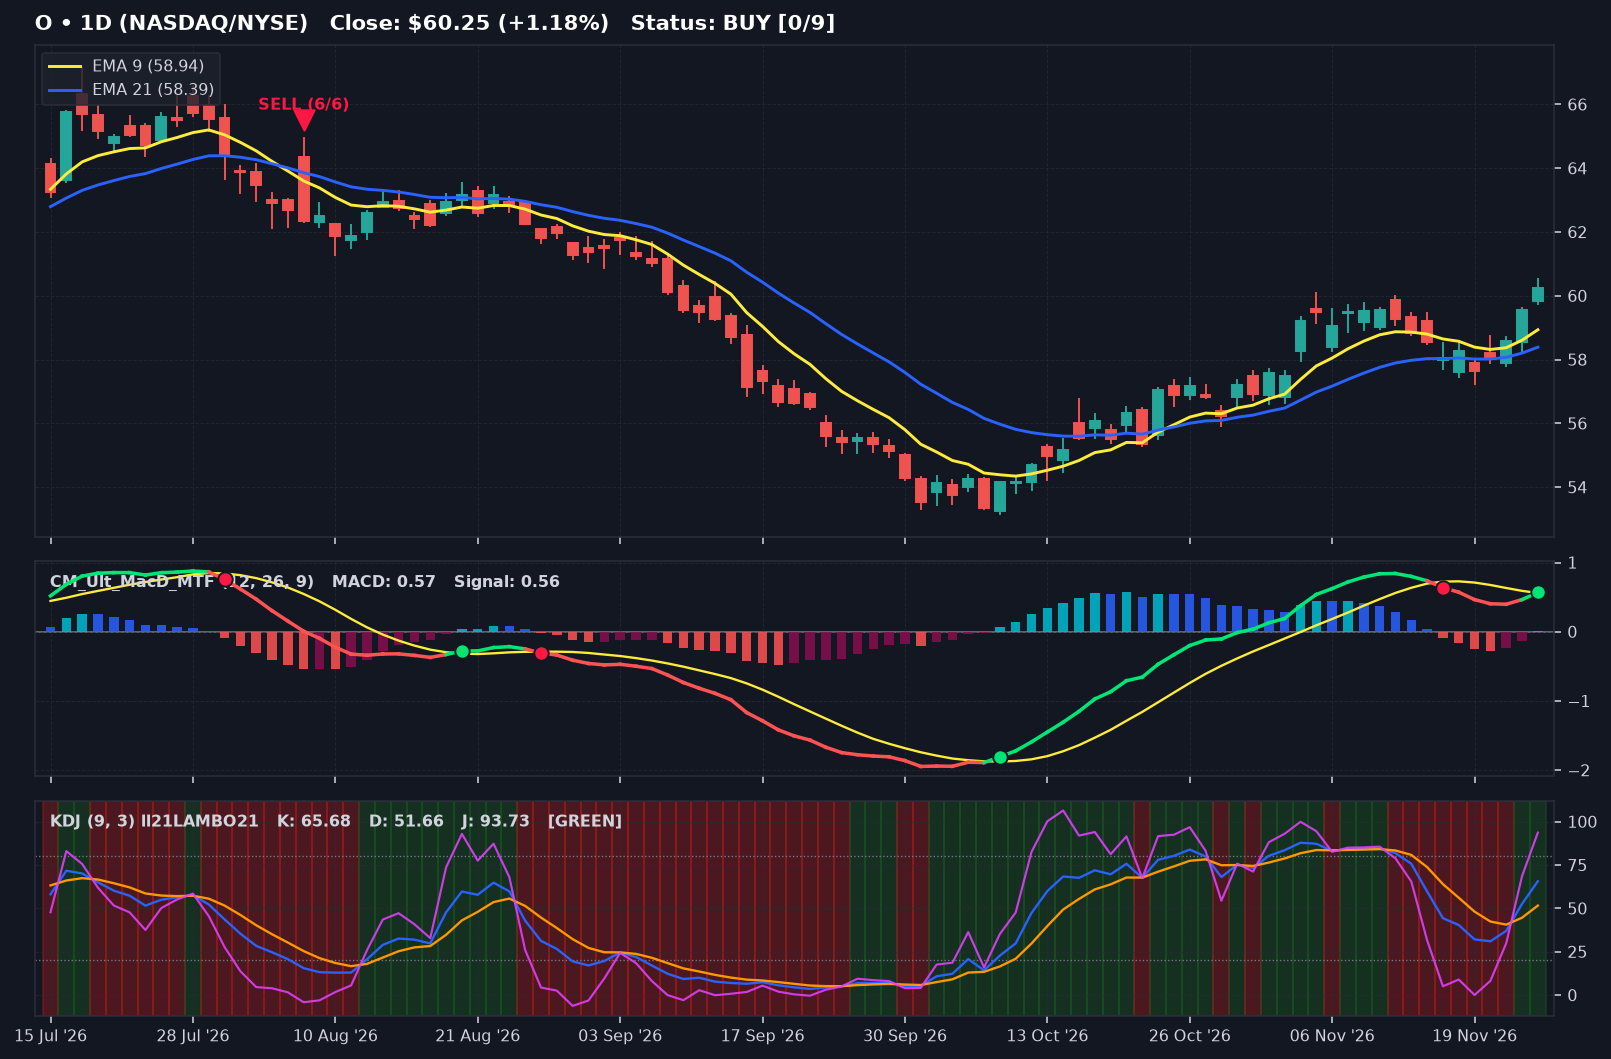 O • 1D (NASDAQ/NYSE)   Close: $60.25 (+1.18%)   Status: BUY [0/9]
EMA 9 (58.94)
EMA 21 (58.39)
SELL (6/6)
66
64
62
60
58
56
54
CM_Ult_MacD_MTF (12, 26, 9)   MACD: 0.57   Signal: 0.56
1
0
−1
−2
KDJ (9, 3) II21LAMBO21   K: 65.68   D: 51.66   J: 93.73   [GREEN]
100
75
50
25
0
15 Jul '26
28 Jul '26
10 Aug '26
21 Aug '26
03 Sep '26
17 Sep '26
30 Sep '26
13 Oct '26
26 Oct '26
06 Nov '26
19 Nov '26